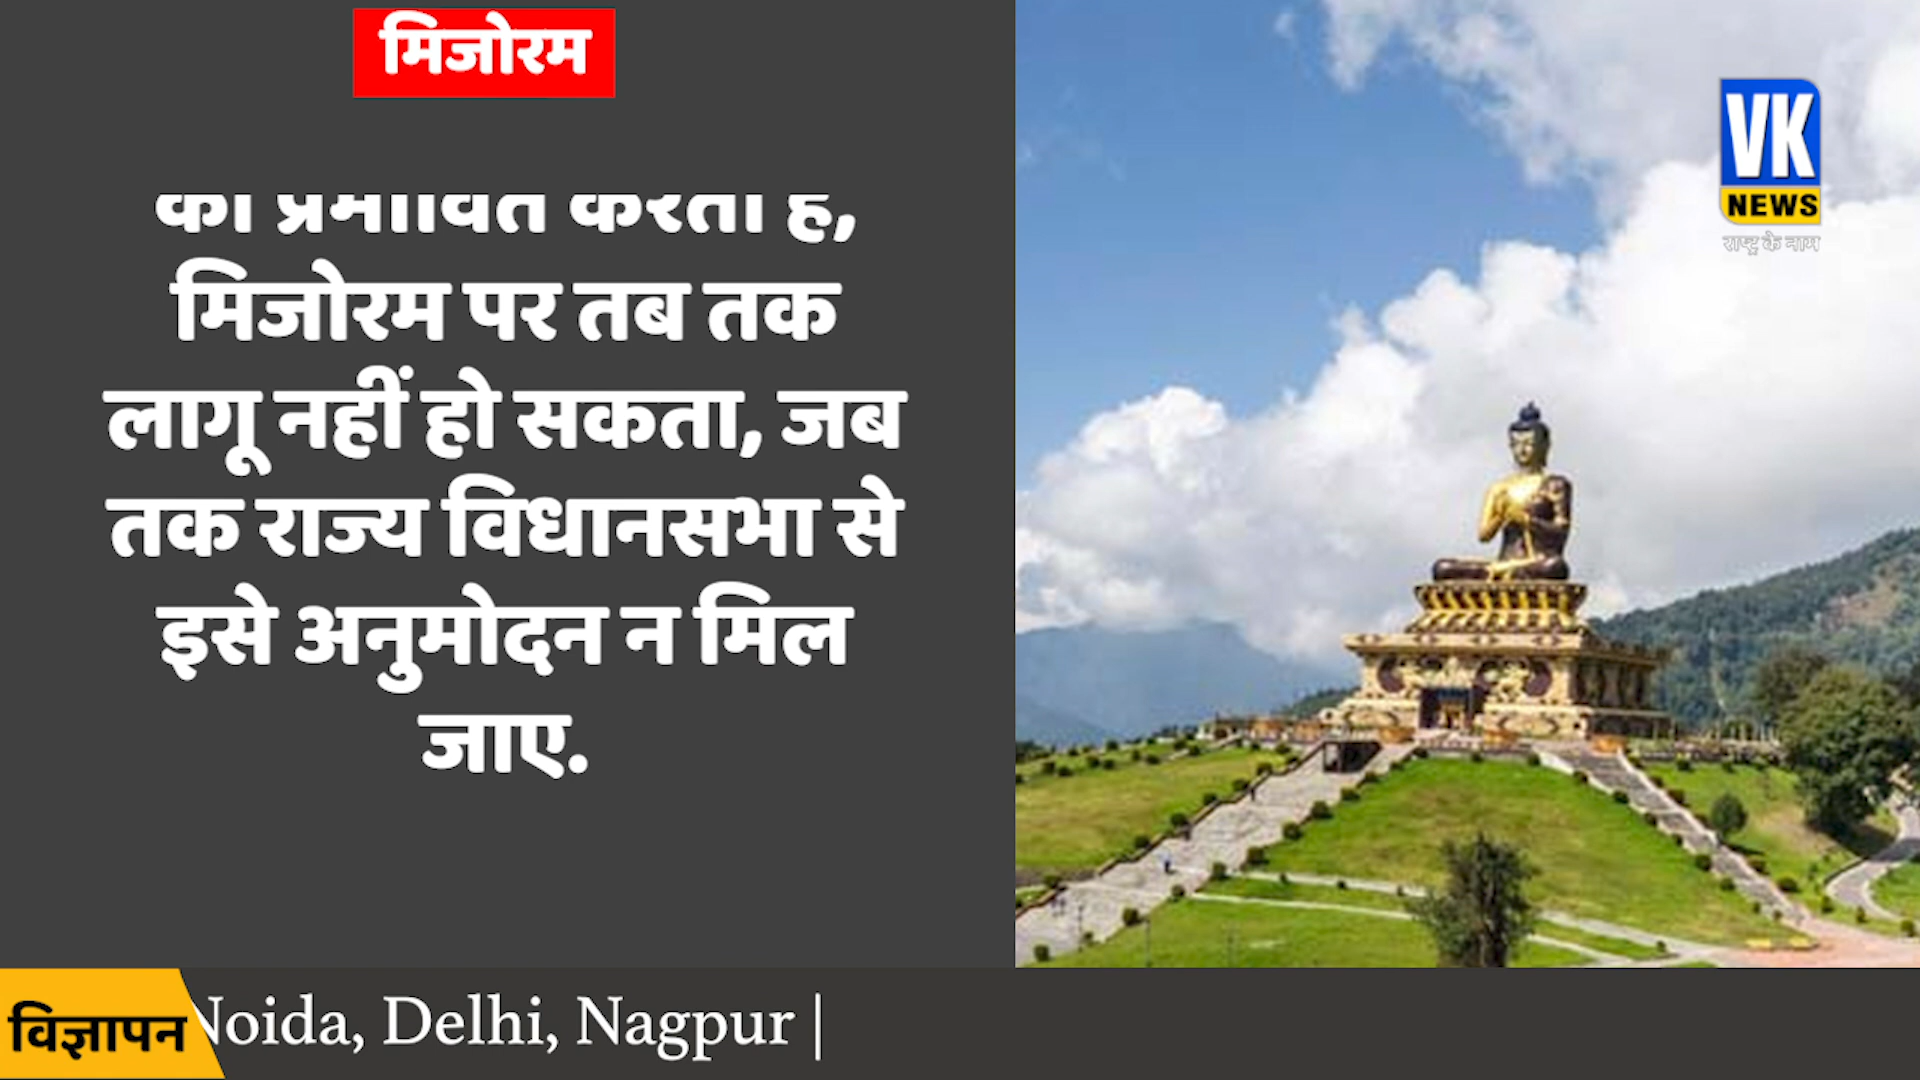 मिजोरम
को प्रभावित करता है,
मिजोरम पर तब तक
लागू नहीं हो सकता, जब
तक राज्य विधानसभा से
इसे अनुमोदन न मिल
जाए.
VK
NEWS
राष्ट्र के नाम
विज्ञापन
Noida, Delhi, Nagpur |